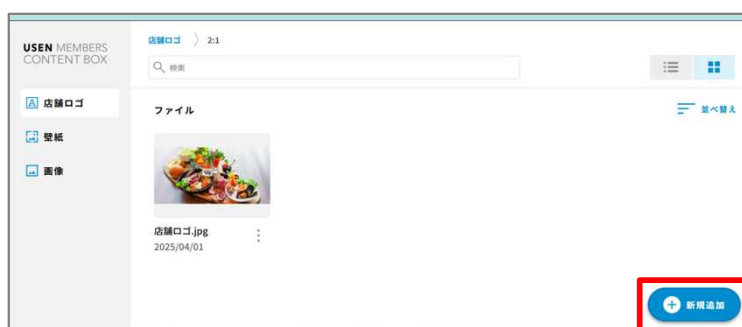 USEN MEMBERS
CONTENT BOX
店舗ロゴ
壁紙
画像
店舗ロゴ 〉 2:1
検索
ファイル
並べ替え
店舗ロゴ.jpg
2025/04/01
新規追加